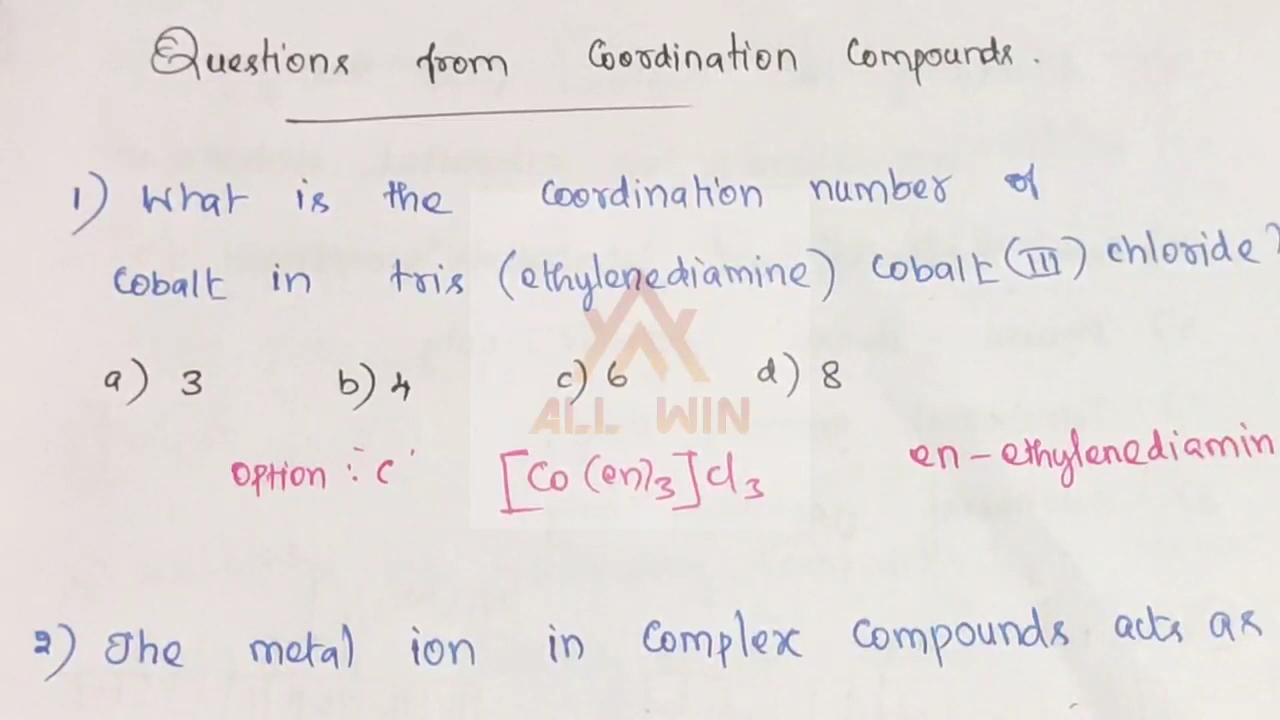 Questions from Coordination Compounds.
1) What is the coordination number of
cobalt in tris (ethylenediamine) cobalt (III) chloride?
a) 3 b) 4 c) 6 d) 8
ALL WIN
option : 'c' [Co(en)3]Cl3 en - ethylenediamin
2) The metal ion in complex compounds acts as